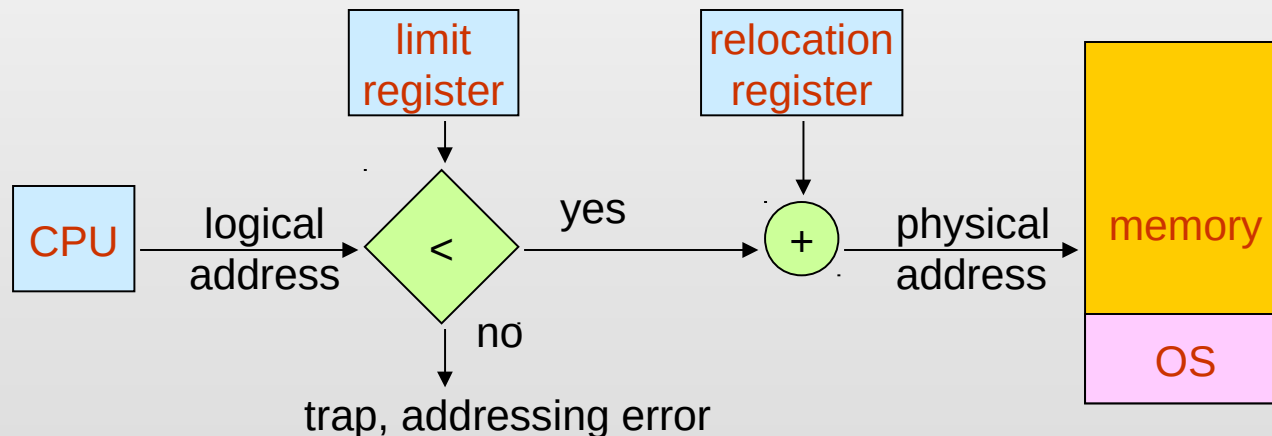 limit
register
relocation
register
CPU
logical
address
<
yes
+
physical
address
memory
no
OS
trap, addressing error